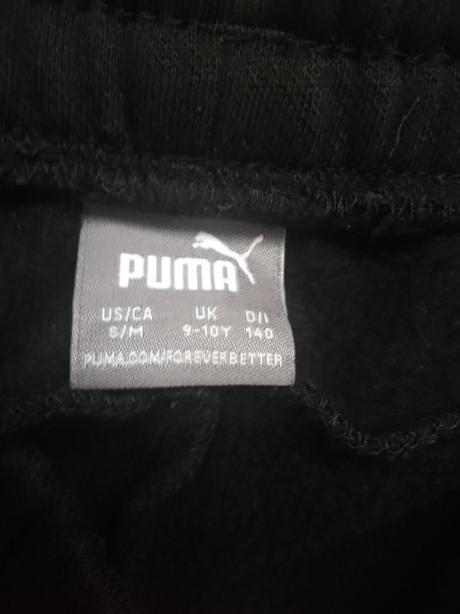 PUMA
US/CA UK D/I
S/M 9-10Y 140
PUMA.COM/FOREVERBETTER